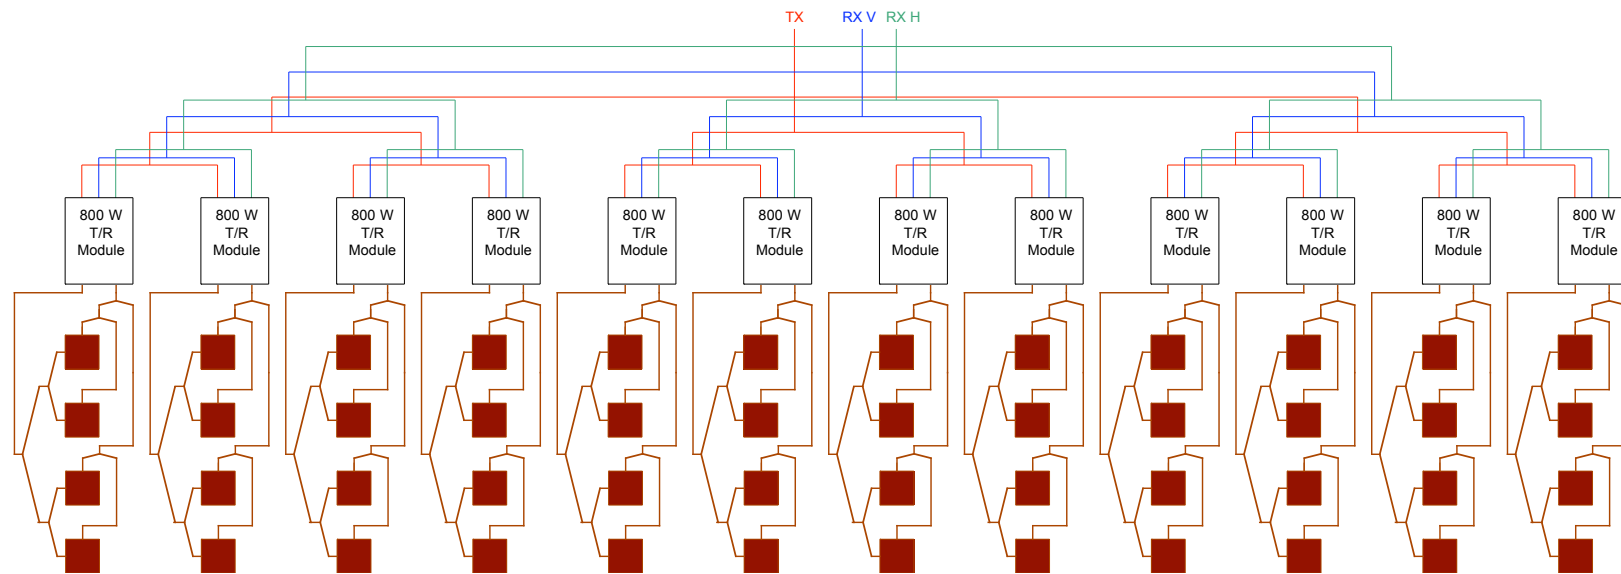 TX RX V RX H
800 W
T/R
Module
800 W
T/R
Module
800 W
T/R
Module
800 W
T/R
Module
800 W
T/R
Module
800 W
T/R
Module
800 W
T/R
Module
800 W
T/R
Module
800 W
T/R
Module
800 W
T/R
Module
800 W
T/R
Module
800 W
T/R
Module